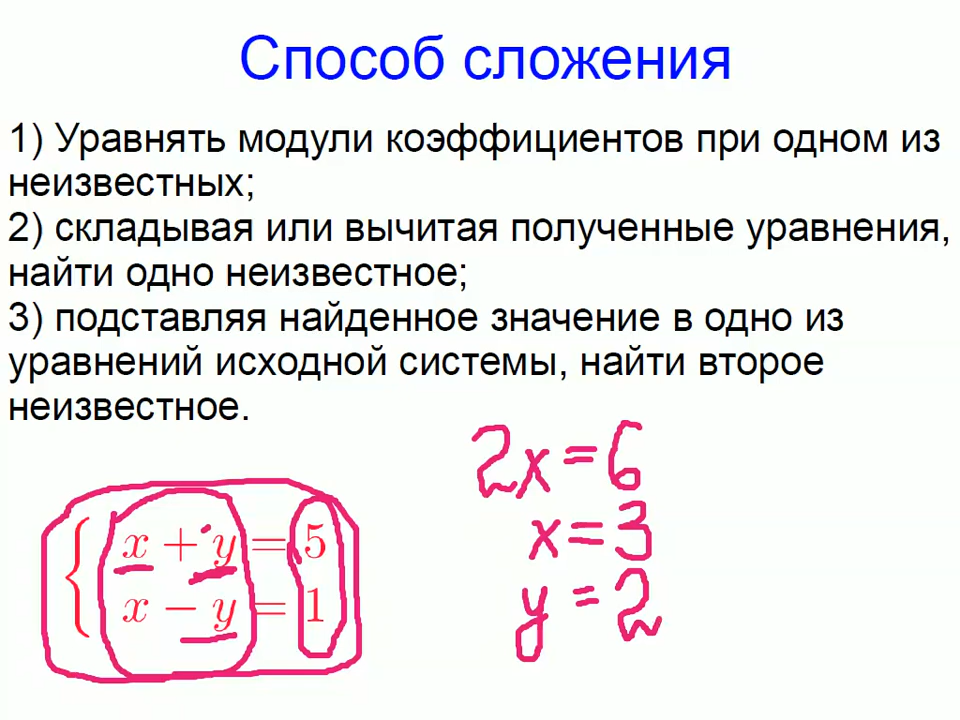 Способ сложения
1) Уравнять модули коэффициентов при одном из
неизвестных;
2) складывая или вычитая полученные уравнения,
найти одно неизвестное;
3) подставляя найденное значение в одно из
уравнений исходной системы, найти второе
неизвестное.
x + y = 5
x − y = 1
2x = 6
x = 3
y = 2